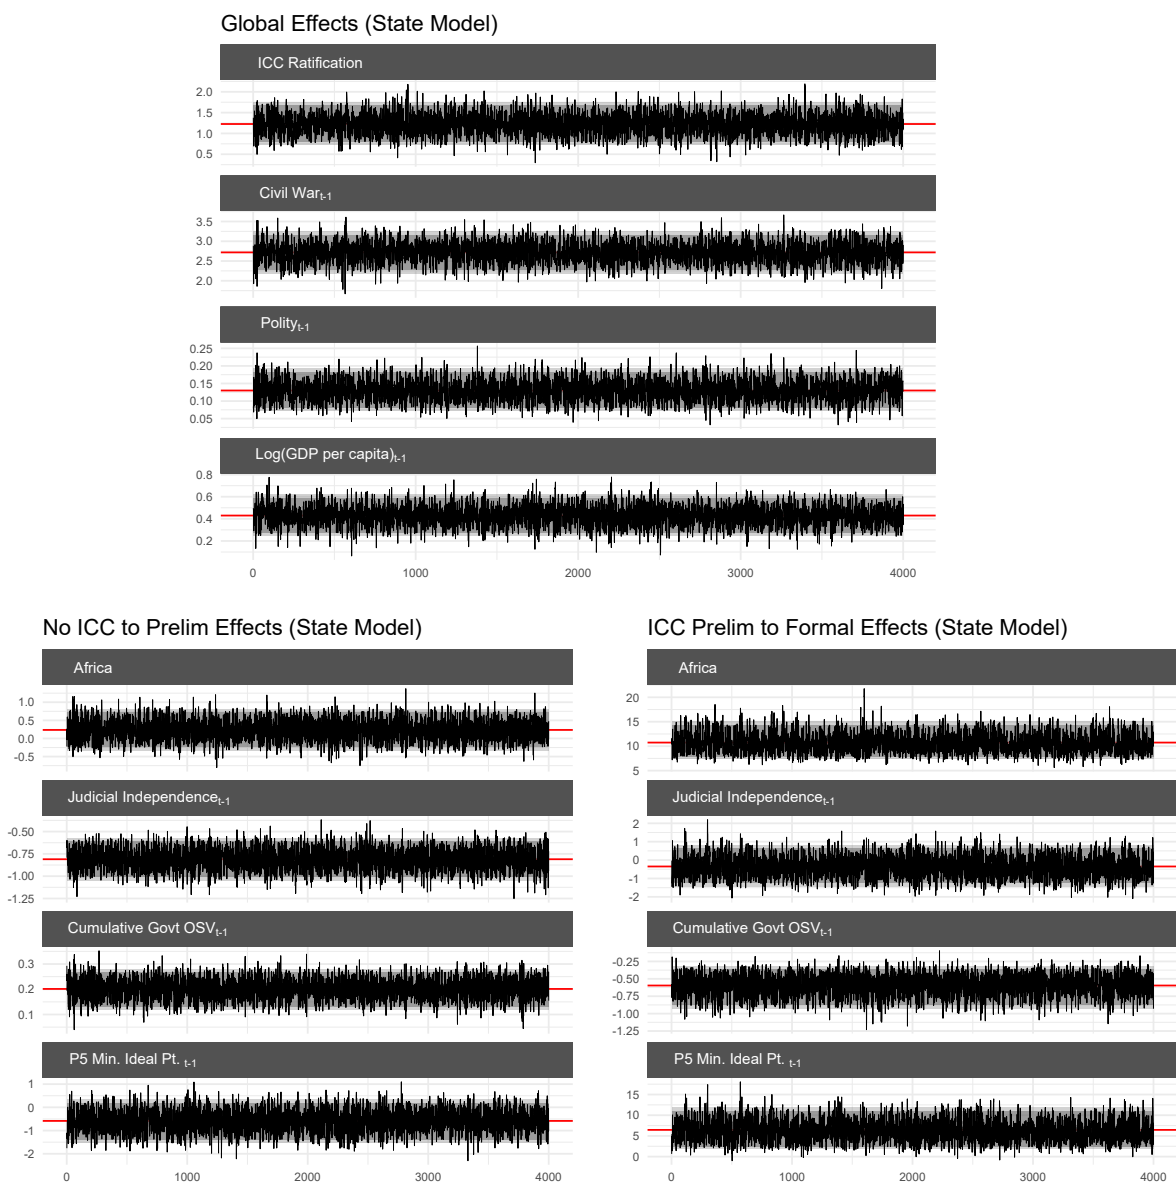 Global Effects (State Model)
ICC Ratification
2.0
1.5
1.0
0.5
Civil War t-1
3.5
3.0
2.5
2.0
Polity t-1
0.25
0.20
0.15
0.10
0.05
Log(GDP per capita) t-1
0.8
0.6
0.4
0.2
0 1000 2000 3000 4000
No ICC to Prelim Effects (State Model)
Africa
1.0
0.5
0.0
-0.5
Judicial Independence t-1
-0.50
-0.75
-1.00
-1.25
Cumulative Govt OSV t-1
0.3
0.2
0.1
P5 Min. Ideal Pt. t-1
1
0
-1
-2
0 1000 2000 3000 4000
ICC Prelim to Formal Effects (State Model)
Africa
20
15
10
5
Judicial Independence t-1
2
1
0
-1
-2
Cumulative Govt OSV t-1
-0.25
-0.50
-0.75
-1.00
-1.25
P5 Min. Ideal Pt. t-1
15
10
5
0
0 1000 2000 3000 4000